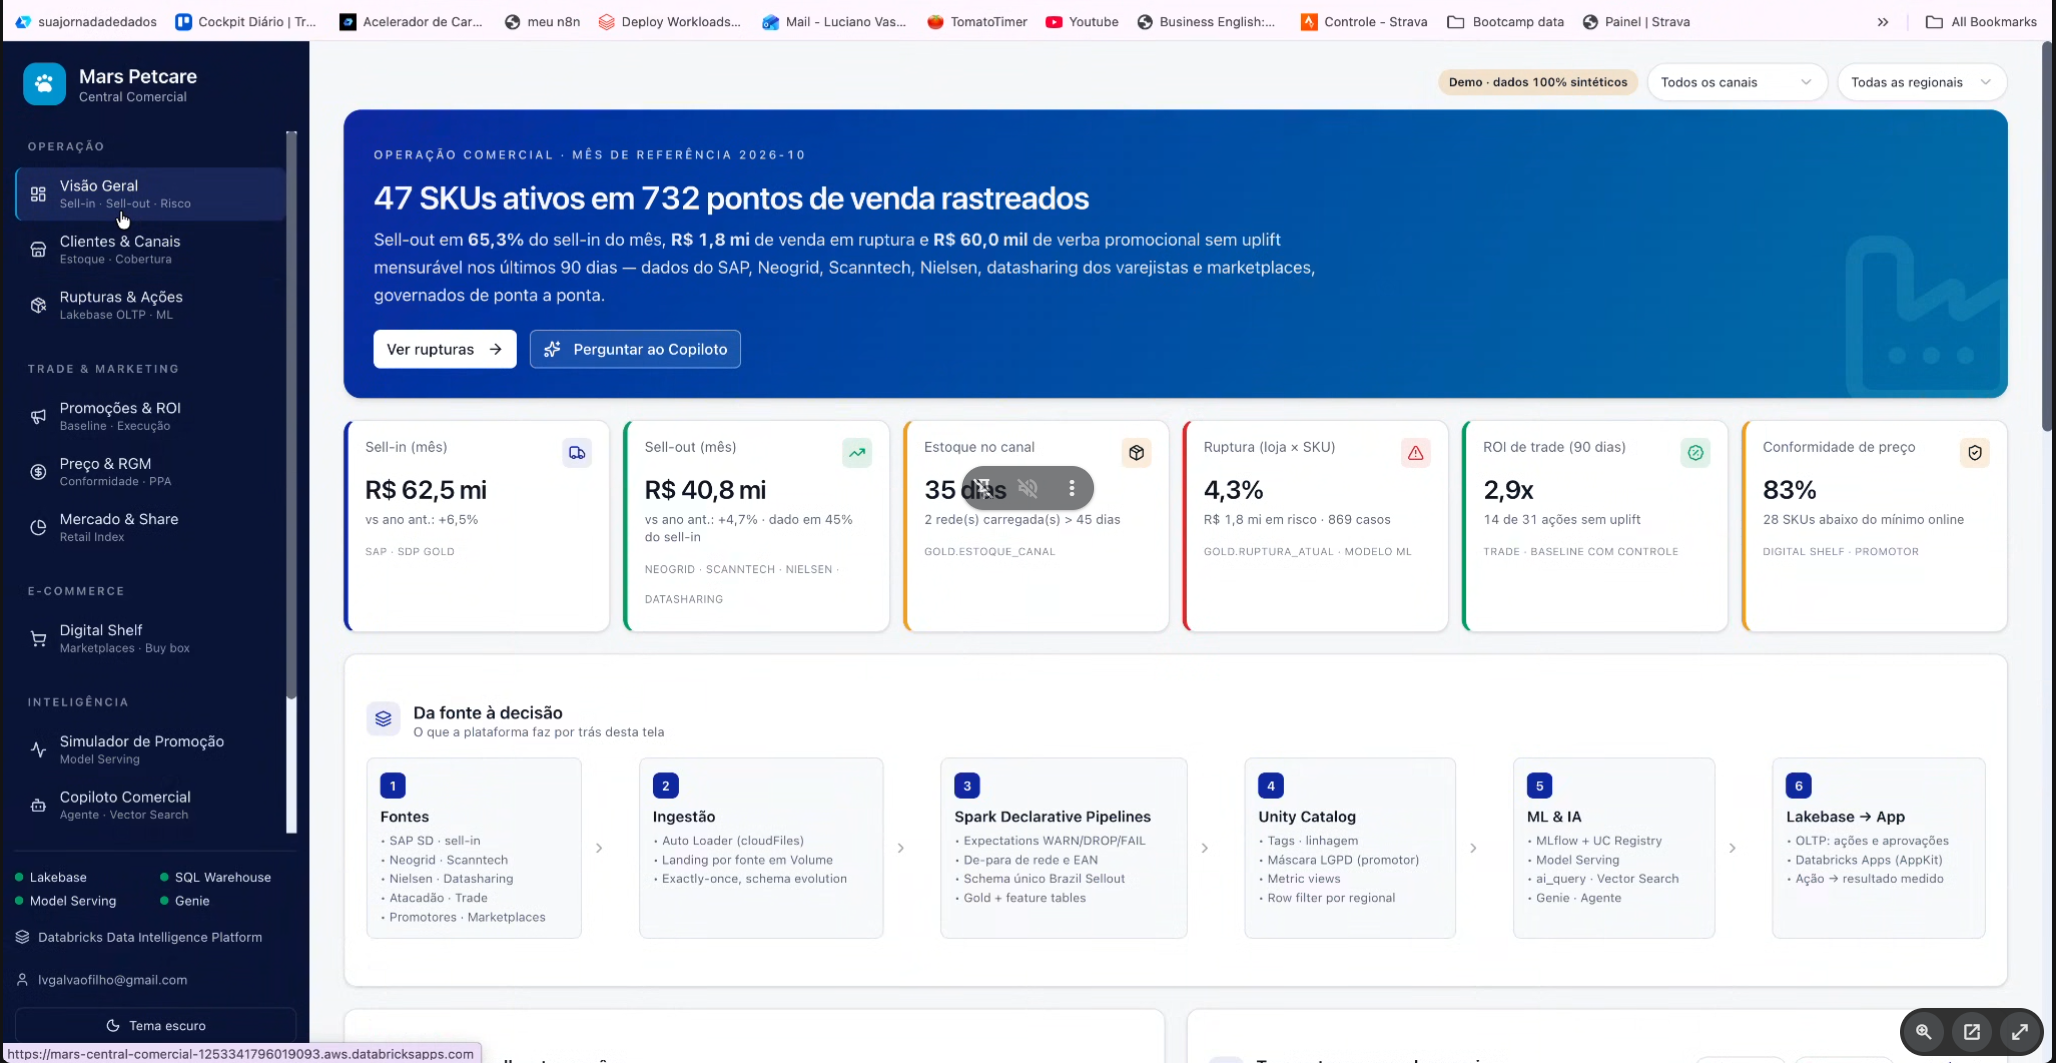 suajornadadedados
Cockpit Diário | Tr...
Acelerador de Car...
meu n8n
Deploy Workloads...
Mail - Luciano Vas...
TomatoTimer
Youtube
Business English:...
Controle - Strava
Bootcamp data
Painel | Strava
»
All Bookmarks
Mars Petcare
Central Comercial
OPERAÇÃO
Visão Geral
Sell-in · Sell-out · Risco
Clientes & Canais
Estoque · Cobertura
Rupturas & Ações
Lakebase OLTP · ML
TRADE & MARKETING
Promoções & ROI
Baseline · Execução
Preço & RGM
Conformidade · PPA
Mercado & Share
Retail Index
E-COMMERCE
Digital Shelf
Marketplaces · Buy box
INTELIGÊNCIA
Simulador de Promoção
Model Serving
Copiloto Comercial
Agente · Vector Search
Lakebase
SQL Warehouse
Model Serving
Genie
Databricks Data Intelligence Platform
lvgalvaofilho@gmail.com
Tema escuro
https://mars-central-comercial-1253341796019093.aws.databricksapps.com
Demo · dados 100% sintéticos
Todos os canais
Todas as regionais
OPERAÇÃO COMERCIAL · MÊS DE REFERÊNCIA 2026-10
47 SKUs ativos em 732 pontos de venda rastreados
Sell-out em 65,3% do sell-in do mês, R$ 1,8 mi de venda em ruptura e R$ 60,0 mil de verba promocional sem uplift
mensurável nos últimos 90 dias — dados do SAP, Neogrid, Scanntech, Nielsen, datasharing dos varejistas e marketplaces,
governados de ponta a ponta.
Ver rupturas →
Perguntar ao Copiloto
Sell-in (mês)
R$ 62,5 mi
vs ano ant.: +6,5%
SAP · SDP GOLD
Sell-out (mês)
R$ 40,8 mi
vs ano ant.: +4,7% · dado em 45%
do sell-in
NEOGRID · SCANNTECH · NIELSEN ·
DATASHARING
Estoque no canal
35 dias
2 rede(s) carregada(s) > 45 dias
GOLD.ESTOQUE_CANAL
Ruptura (loja × SKU)
4,3%
R$ 1,8 mi em risco · 869 casos
GOLD.RUPTURA_ATUAL · MODELO ML
ROI de trade (90 dias)
2,9x
14 de 31 ações sem uplift
TRADE · BASELINE COM CONTROLE
Conformidade de preço
83%
28 SKUs abaixo do mínimo online
DIGITAL SHELF · PROMOTOR
Da fonte à decisão
O que a plataforma faz por trás desta tela
1
Fontes
• SAP SD · sell-in
• Neogrid · Scanntech
• Nielsen · Datasharing
• Atacadão · Trade
• Promotores · Marketplaces
2
Ingestão
• Auto Loader (cloudFiles)
• Landing por fonte em Volume
• Exactly-once, schema evolution
3
Spark Declarative Pipelines
• Expectations WARN/DROP/FAIL
• De-para de rede e EAN
• Schema único Brazil Sellout
• Gold + feature tables
4
Unity Catalog
• Tags · linhagem
• Máscara LGPD (promotor)
• Metric views
• Row filter por regional
5
ML & IA
• MLflow + UC Registry
• Model Serving
• ai_query · Vector Search
• Genie · Agente
6
Lakebase → App
• OLTP: ações e aprovações
• Databricks Apps (AppKit)
• Ação → resultado medido